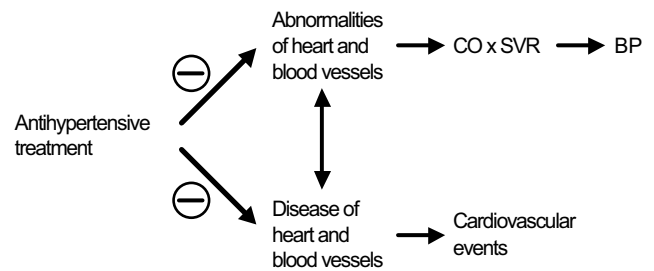 Abnormalities
of heart and
blood vessels
CO x SVR
BP
Antihypertensive
treatment
Disease of
heart and
blood vessels
Cardiovascular
events